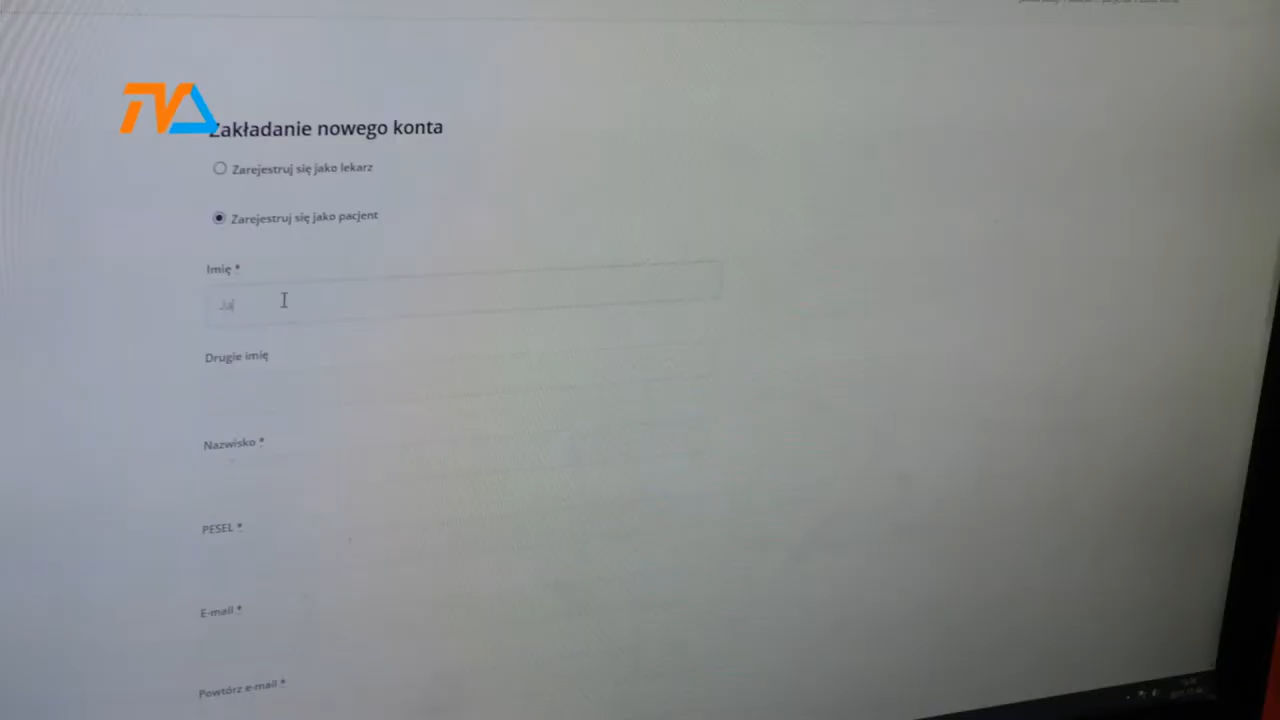 TVA
Zakładanie nowego konta
Zarejestruj się jako lekarz
Zarejestruj się jako pacjent
Imię *
Drugie imię
Nazwisko *
PESEL *
E-mail *
Powtórz e-mail *